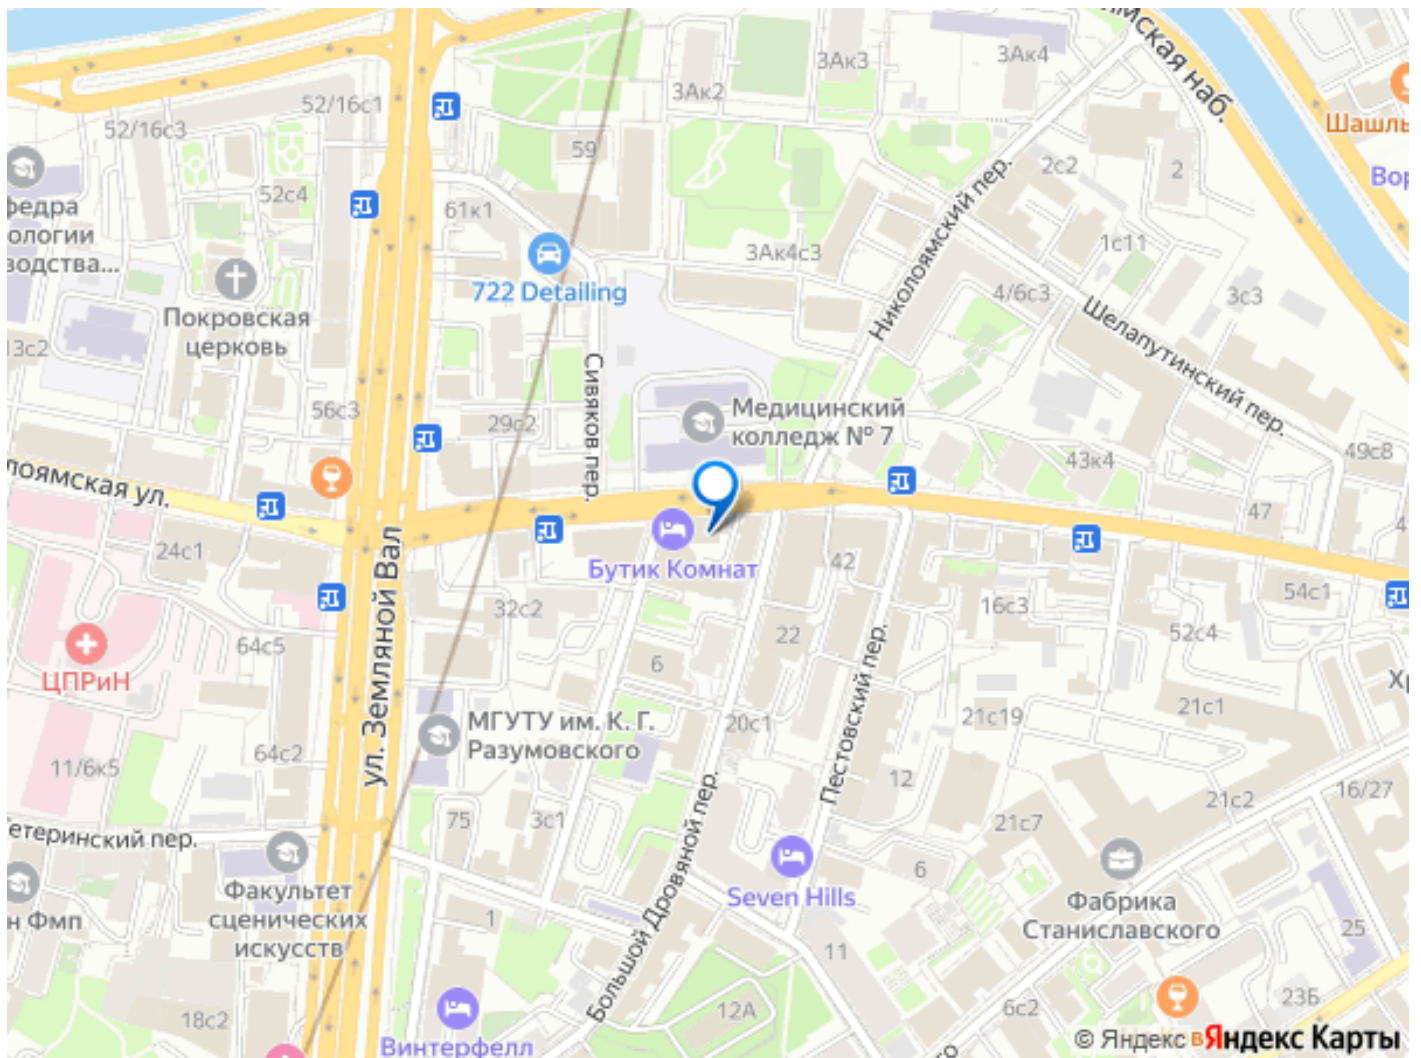 52/16с3
52/16с1
3Ак2
3Ак3
3Ак4
Шашлы
Вор
59
52с4
61к1
2с2
2
федра
ологии
зводства...
722 Detailing
3Ак4с3
1с11
4/6с3
3с3
Николоямский пер.
Шелапутинский пер.
Покровская
церковь
13с2
Сивяков пер.
56с3
29с2
Медицинский
колледж № 7
43к4
49с8
47
лоямская ул.
24с1
ул. Земляной Вал
Бутик Комнат
42
32с2
16с3
54с1
52с4
64с5
22
6
ЦПРиН
Пестовский пер.
МГУТУ им. К. Г.
Разумовского
20с1
21с19
21с1
64с2
11/6к5
12
21с2
16/27
етеринский пер.
75
3с1
21с7
6
Большой Дровяной пер.
Seven Hills
Фабрика
Станиславского
Факультет
сценических
искусств
н Фмп
1
11
25
12А
6с2
23Б
18с2
Винтерфелл
© Яндекс
Яндекс Карты